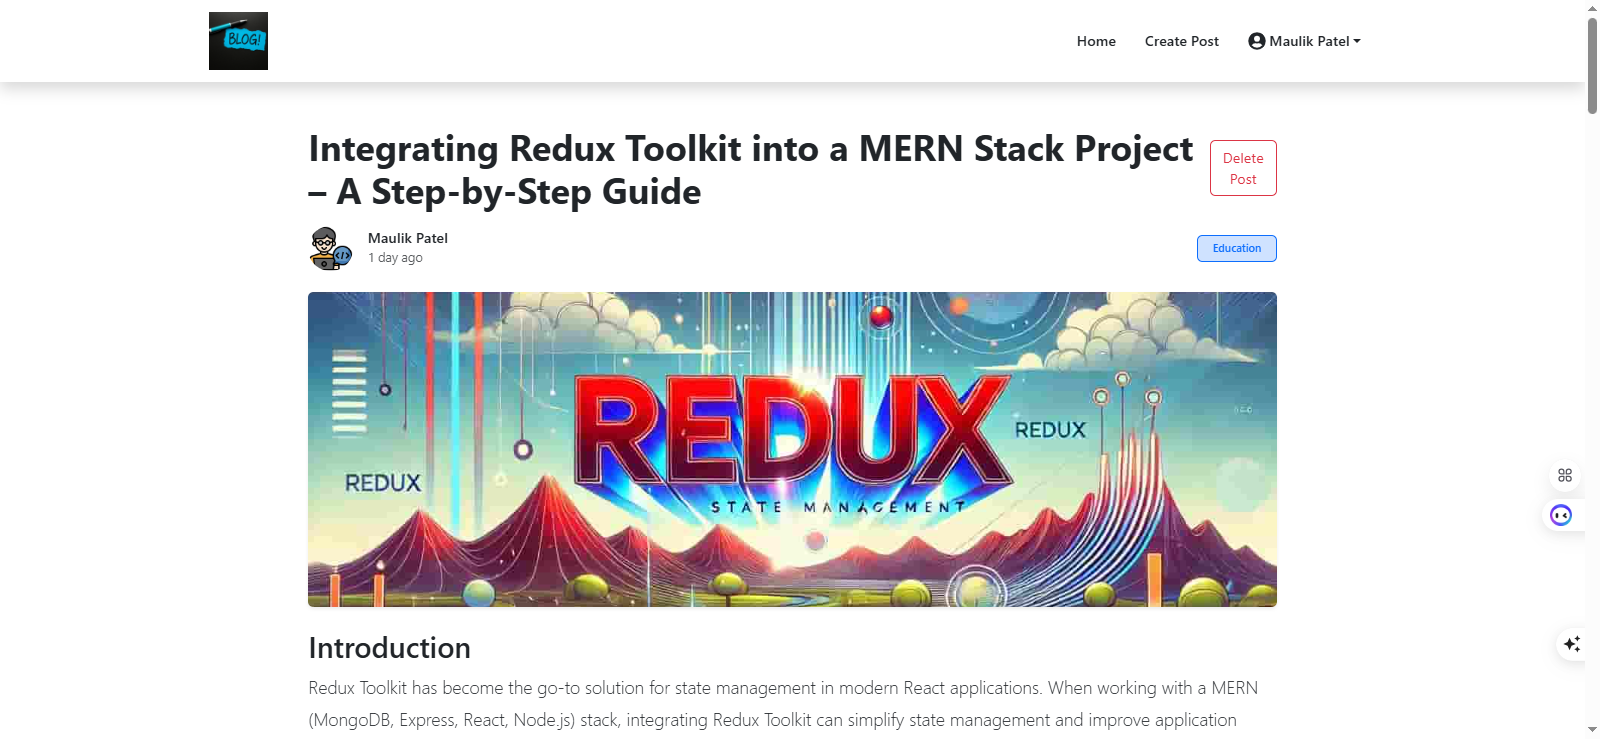 BLOG!
Home
Create Post
Maulik Patel
Integrating Redux Toolkit into a MERN Stack Project
– A Step-by-Step Guide
Delete
Post
Maulik Patel
1 day ago
Education
REDUX
REDUX
REDUX
STATE MANAGEMENT
Introduction
Redux Toolkit has become the go-to solution for state management in modern React applications. When working with a MERN
(MongoDB, Express, React, Node.js) stack, integrating Redux Toolkit can simplify state management and improve application